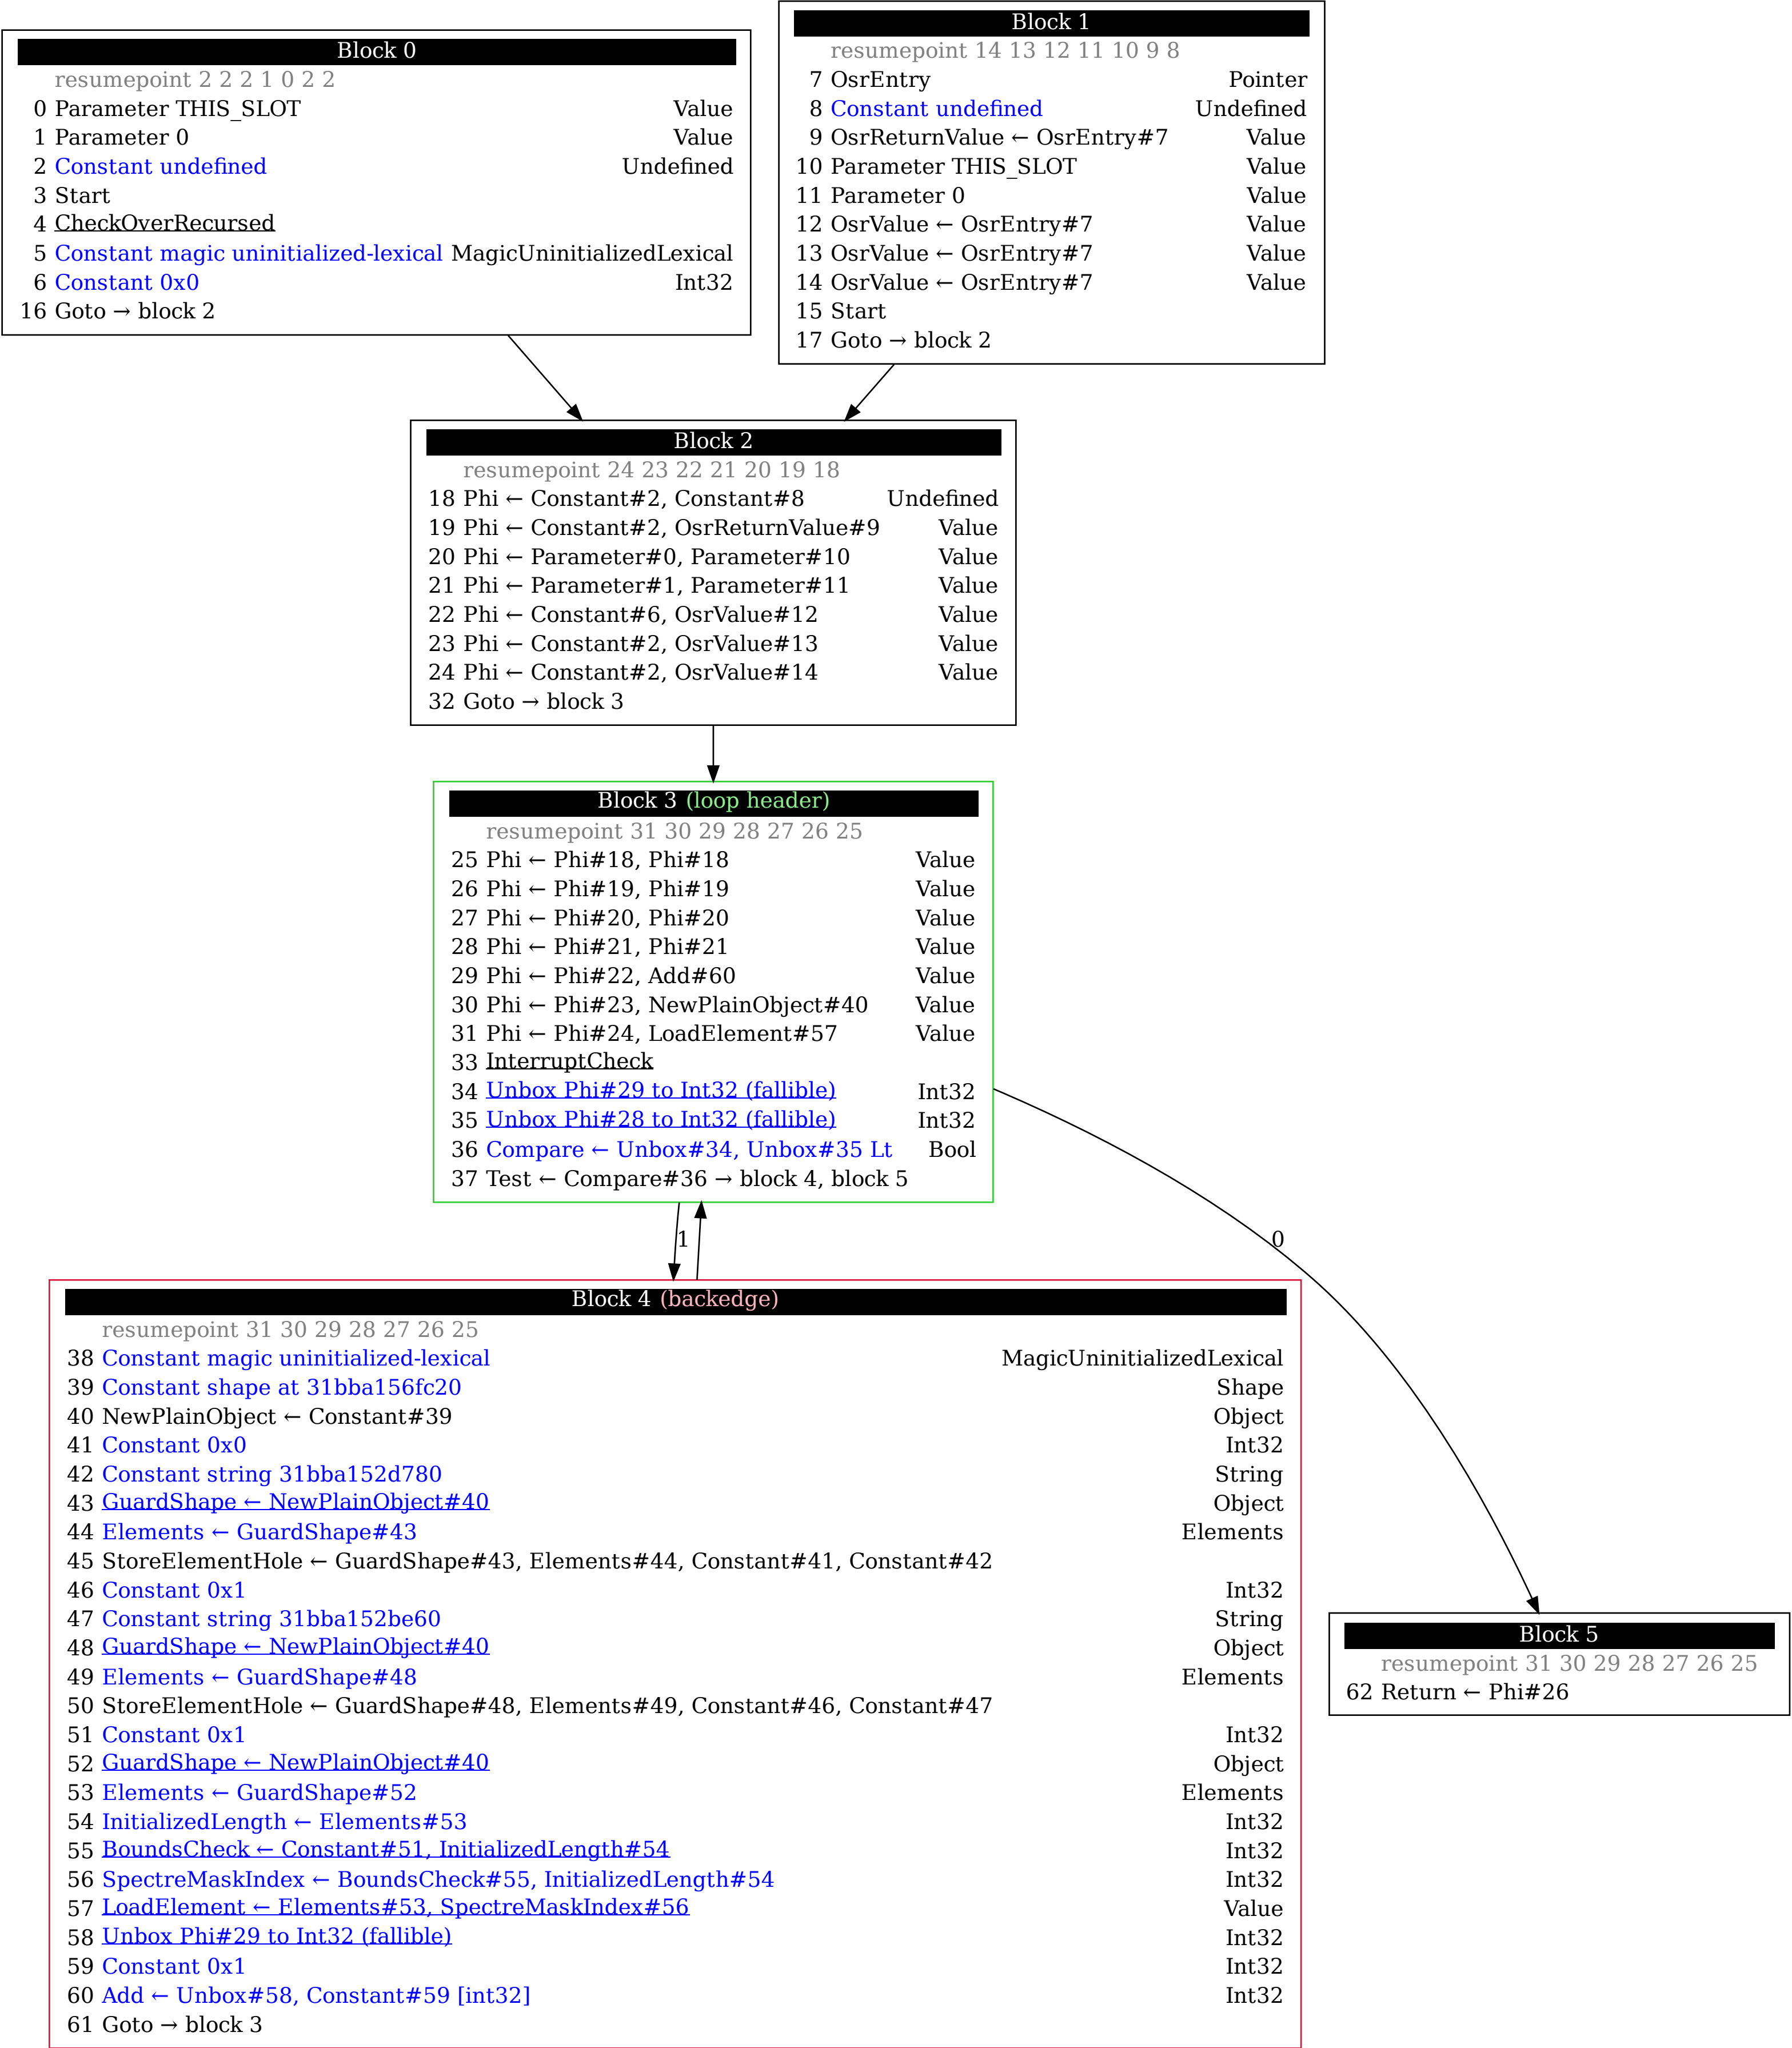 Block 0
resumepoint 2 2 2 1 0 2 2
0 Parameter THIS_SLOT Value
1 Parameter 0 Value
2 Constant undefined Undefined
3 Start
4 CheckOverRecursed
5 Constant magic uninitialized-lexical MagicUninitializedLexical
6 Constant 0x0 Int32
16 Goto → block 2
Block 1
resumepoint 14 13 12 11 10 9 8
7 OsrEntry Pointer
8 Constant undefined Undefined
9 OsrReturnValue ← OsrEntry#7 Value
10 Parameter THIS_SLOT Value
11 Parameter 0 Value
12 OsrValue ← OsrEntry#7 Value
13 OsrValue ← OsrEntry#7 Value
14 OsrValue ← OsrEntry#7 Value
15 Start
17 Goto → block 2
Block 2
resumepoint 24 23 22 21 20 19 18
18 Phi ← Constant#2, Constant#8 Undefined
19 Phi ← Constant#2, OsrReturnValue#9 Value
20 Phi ← Parameter#0, Parameter#10 Value
21 Phi ← Parameter#1, Parameter#11 Value
22 Phi ← Constant#6, OsrValue#12 Value
23 Phi ← Constant#2, OsrValue#13 Value
24 Phi ← Constant#2, OsrValue#14 Value
32 Goto → block 3
Block 3 (loop header)
resumepoint 31 30 29 28 27 26 25
25 Phi ← Phi#18, Phi#18 Value
26 Phi ← Phi#19, Phi#19 Value
27 Phi ← Phi#20, Phi#20 Value
28 Phi ← Phi#21, Phi#21 Value
29 Phi ← Phi#22, Add#60 Value
30 Phi ← Phi#23, NewPlainObject#40 Value
31 Phi ← Phi#24, LoadElement#57 Value
33 InterruptCheck
34 Unbox Phi#29 to Int32 (fallible) Int32
35 Unbox Phi#28 to Int32 (fallible) Int32
36 Compare ← Unbox#34, Unbox#35 Lt Bool
37 Test ← Compare#36 → block 4, block 5
1
0
Block 4 (backedge)
resumepoint 31 30 29 28 27 26 25
38 Constant magic uninitialized-lexical MagicUninitializedLexical
39 Constant shape at 31bba156fc20 Shape
40 NewPlainObject ← Constant#39 Object
41 Constant 0x0 Int32
42 Constant string 31bba152d780 String
43 GuardShape ← NewPlainObject#40 Object
44 Elements ← GuardShape#43 Elements
45 StoreElementHole ← GuardShape#43, Elements#44, Constant#41, Constant#42
46 Constant 0x1 Int32
47 Constant string 31bba152be60 String
48 GuardShape ← NewPlainObject#40 Object
49 Elements ← GuardShape#48 Elements
50 StoreElementHole ← GuardShape#48, Elements#49, Constant#46, Constant#47
51 Constant 0x1 Int32
52 GuardShape ← NewPlainObject#40 Object
53 Elements ← GuardShape#52 Elements
54 InitializedLength ← Elements#53 Int32
55 BoundsCheck ← Constant#51, InitializedLength#54 Int32
56 SpectreMaskIndex ← BoundsCheck#55, InitializedLength#54 Int32
57 LoadElement ← Elements#53, SpectreMaskIndex#56 Value
58 Unbox Phi#29 to Int32 (fallible) Int32
59 Constant 0x1 Int32
60 Add ← Unbox#58, Constant#59 [int32] Int32
61 Goto → block 3
Block 5
resumepoint 31 30 29 28 27 26 25
62 Return ← Phi#26